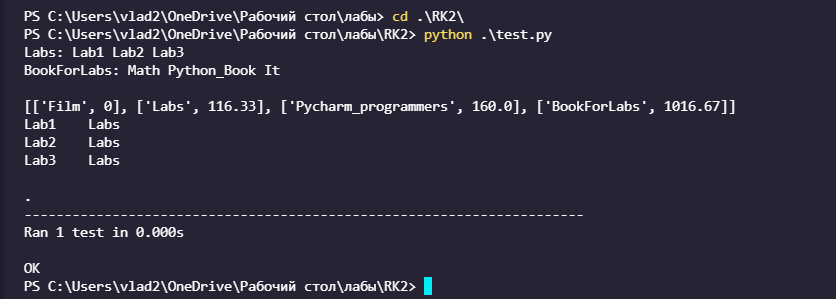 PS C:\Users\vlad2\OneDrive\Рабочий стол\лабы> cd .\RK2\
PS C:\Users\vlad2\OneDrive\Рабочий стол\лабы\RK2> python .\test.py
Labs: Lab1 Lab2 Lab3
BookForLabs: Math Python_Book It
[['Film', 0], ['Labs', 116.33], ['Pycharm_programmers', 160.0], ['BookForLabs', 1016.67]]
Lab1    Labs
Lab2    Labs
Lab3    Labs
.
----------------------------------------------------------------------
Ran 1 test in 0.000s
OK
PS C:\Users\vlad2\OneDrive\Рабочий стол\лабы\RK2>